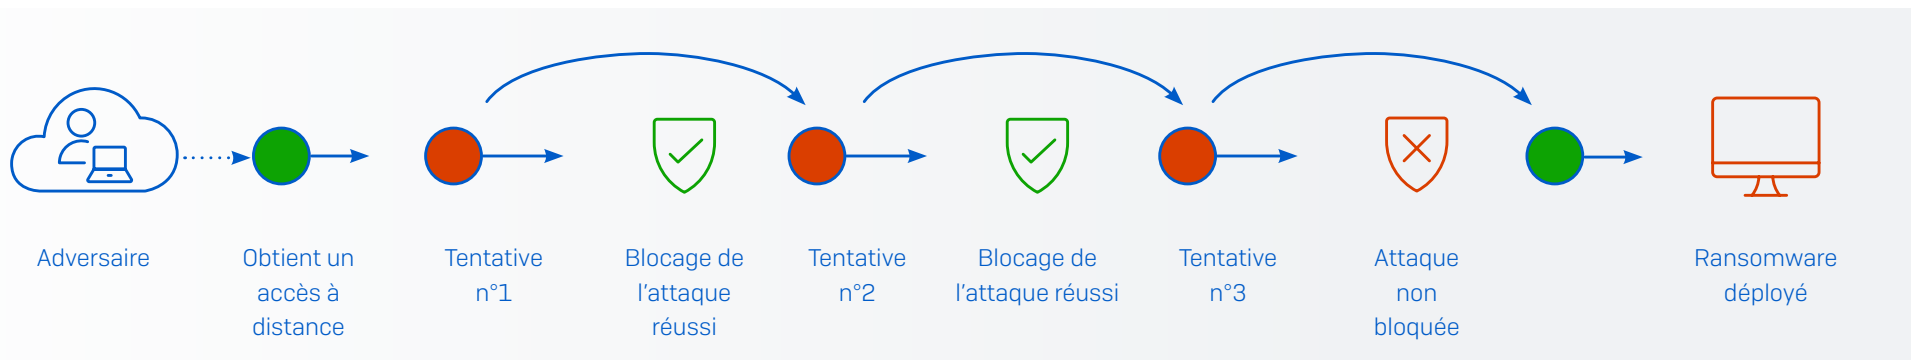 Adversaire
Obtient un
accès à
distance
Tentative
n°1
Blocage de
l'attaque
réussi
Tentative
n°2
Blocage de
l'attaque réussi
Tentative
n°3
Attaque
non
bloquée
Ransomware
déployé